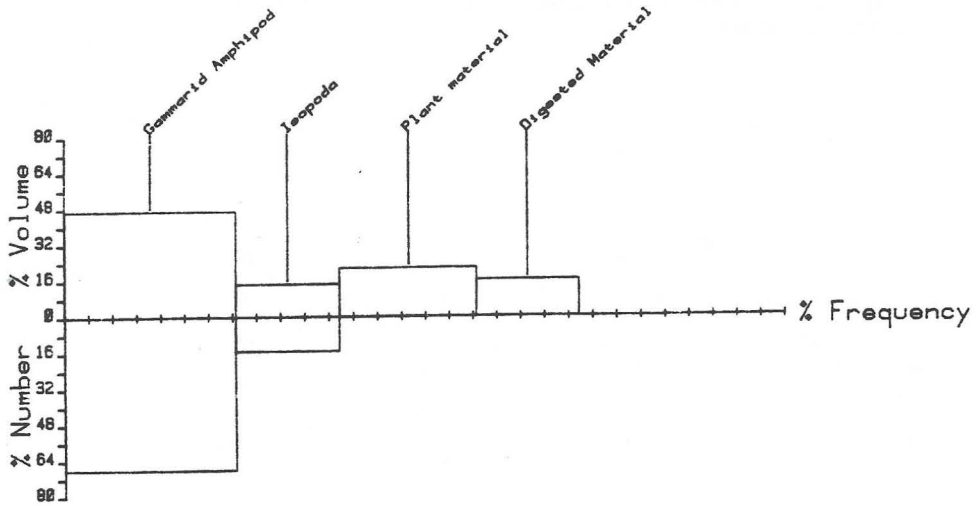 Gammarid Amphipod
Isopoda
Plant material
Digested Material
80
64
48
32
16
0
16
32
48
64
80
% Volume
% Number
% Frequency